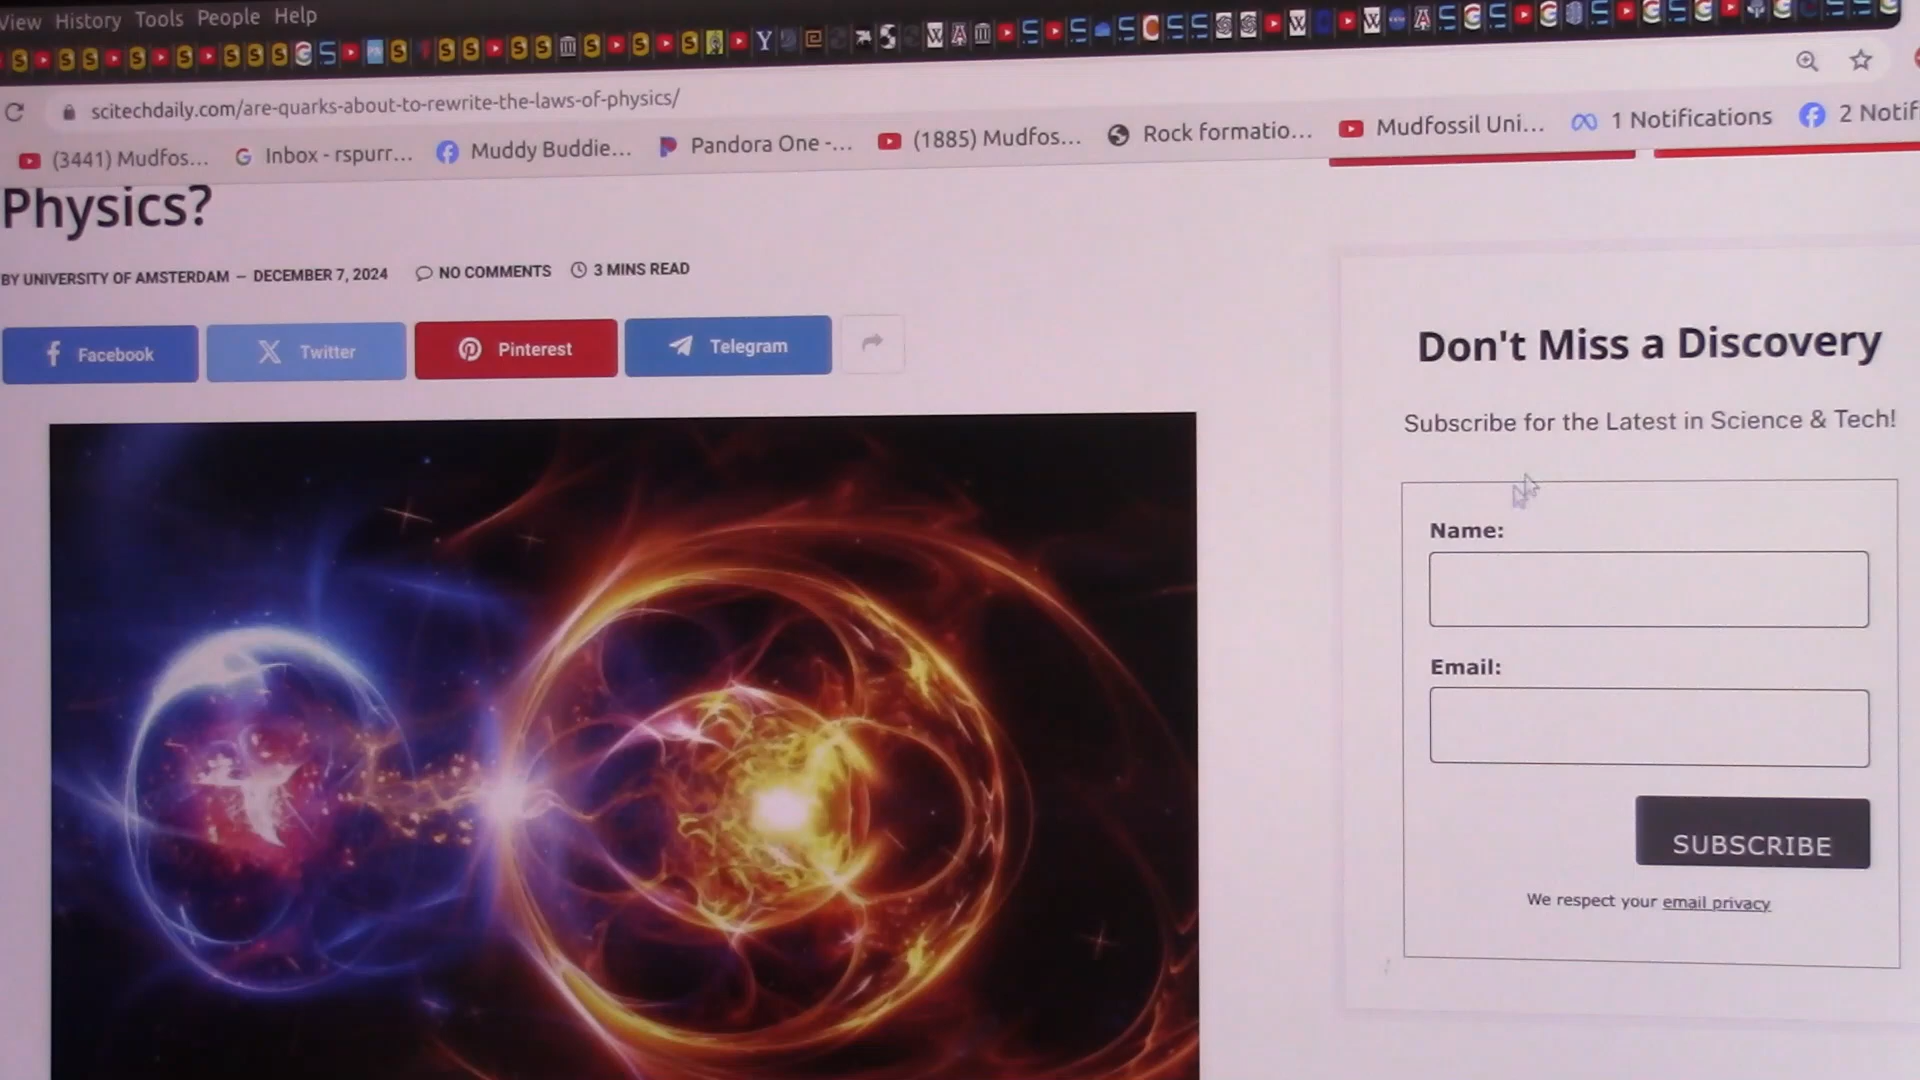 View History Tools People Help
scitechdaily.com/are-quarks-about-to-rewrite-the-laws-of-physics/
(3441) Mudfos... Inbox - rspurr... Muddy Buddie... Pandora One -... (1885) Mudfos... Rock formatio... Mudfossil Uni... 1 Notifications 2 Notif
Physics?
BY UNIVERSITY OF AMSTERDAM — DECEMBER 7, 2024 NO COMMENTS 3 MINS READ
Facebook Twitter Pinterest Telegram
Don't Miss a Discovery
Subscribe for the Latest in Science & Tech!
Name:
Email:
SUBSCRIBE
We respect your email privacy